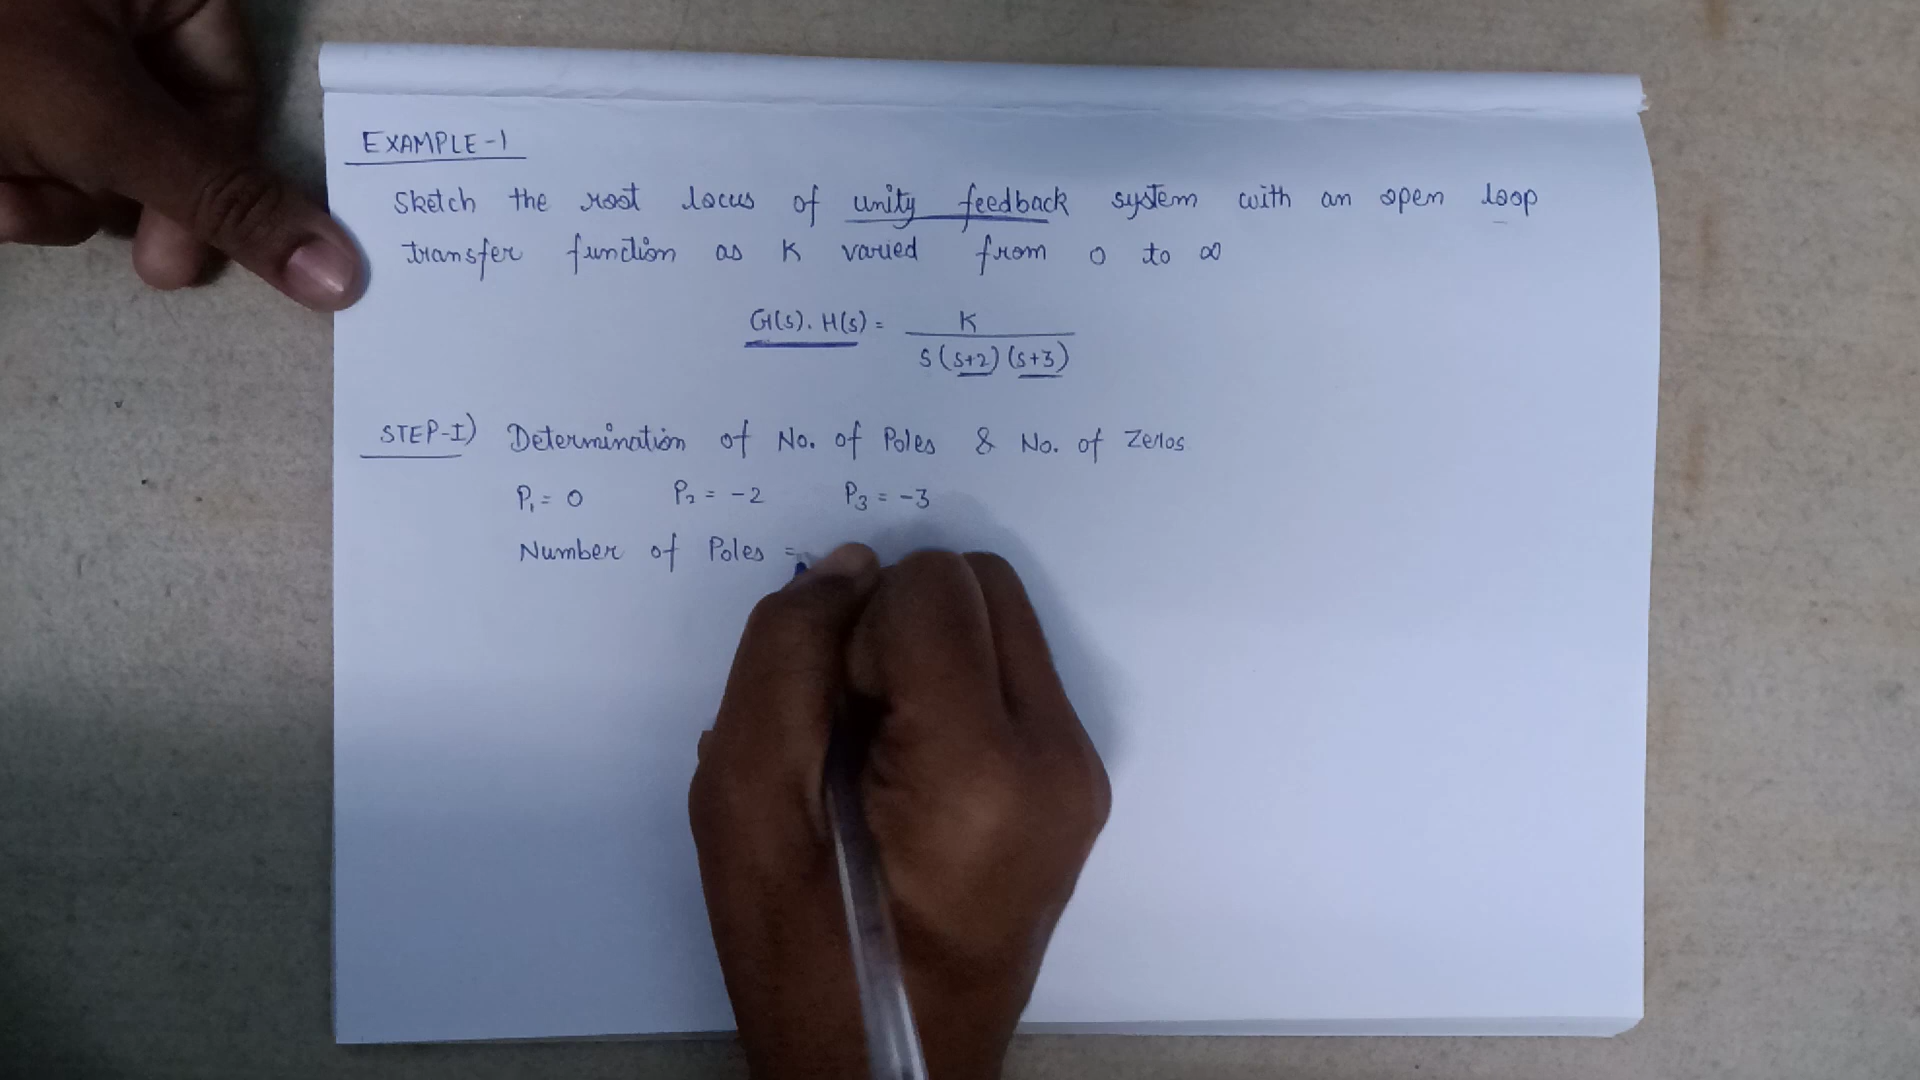 EXAMPLE-1
Sketch the root locus of unity feedback system with an open loop
transfer function as K varied from 0 to ∞
G(s). H(s) = K
s(s+2)(s+3)
STEP-I) Determination of No. of Poles & No. of Zeros
P₁ = 0 P₂ = -2 P₃ = -3
Number of Poles =